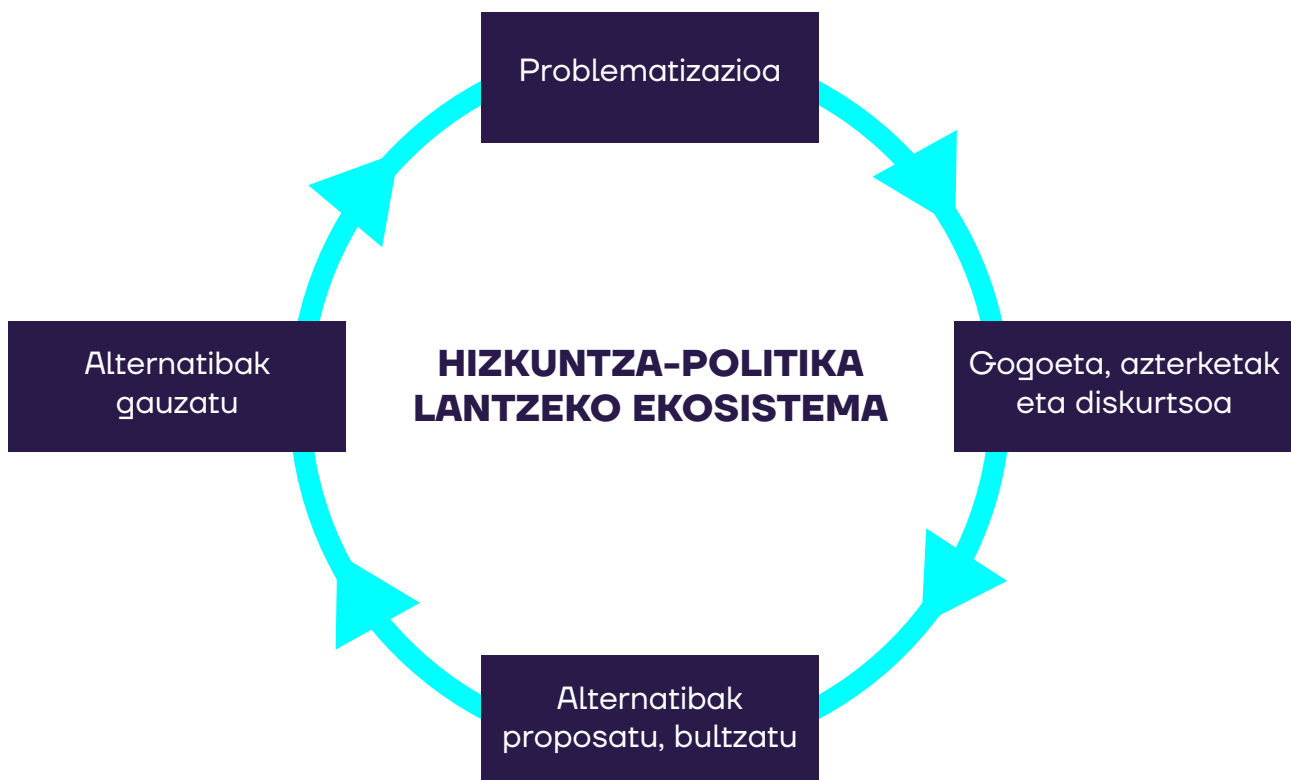 Problematizazioa
Alternatibak
gauzatu
HIZKUNTZA-POLITIKA
LANTZEKO EKOSISTEMA
Gogoeta, azterketak
eta diskurtsoa
Alternatibak
proposatu, bultzatu